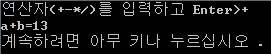 연산자(+-*/)를 입력하고 Enter>+
a+b=13
계속하려면 아무 키나 누르십시오 .